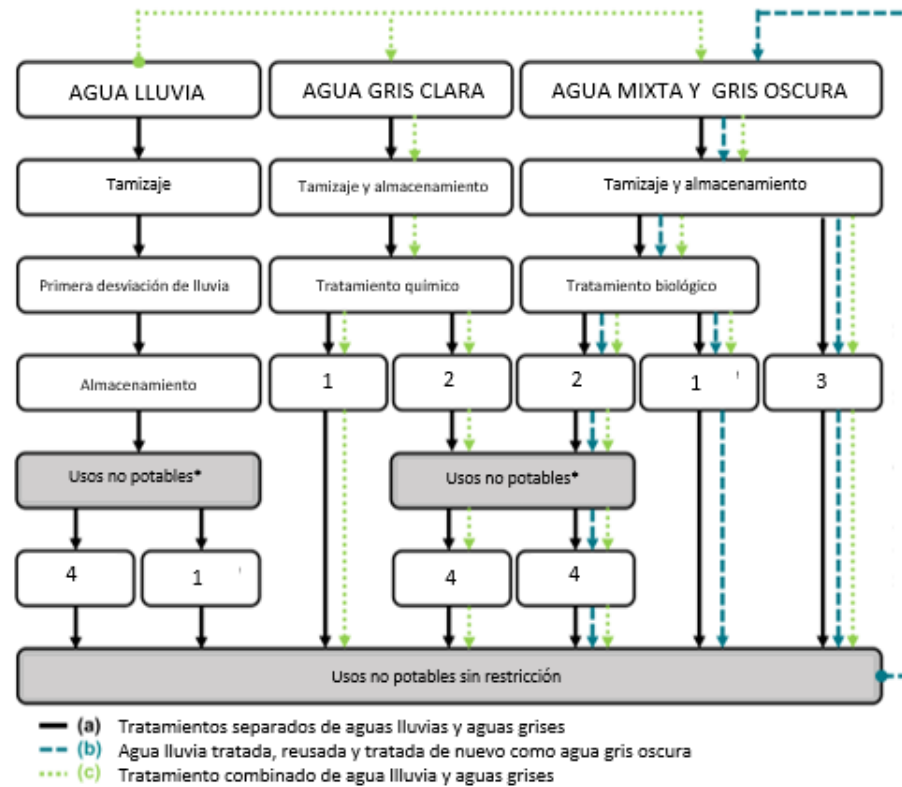 AGUA LLUVIA
AGUA GRIS CLARA
AGUA MIXTA Y GRIS OSCURA
Tamizaje
Tamizaje y almacenamiento
Tamizaje y almacenamiento
Primera desviación de lluvia
Tratamiento químico
Tratamiento biológico
Almacenamiento
1
2
2
1
3
Usos no potables*
Usos no potables*
4
1
4
4
Usos no potables sin restricción
(a) Tratamientos separados de aguas lluvias y aguas grises
(b) Agua lluvia tratada, reusada y tratada de nuevo como agua gris oscura
(c) Tratamiento combinado de agua llluvia y aguas grises